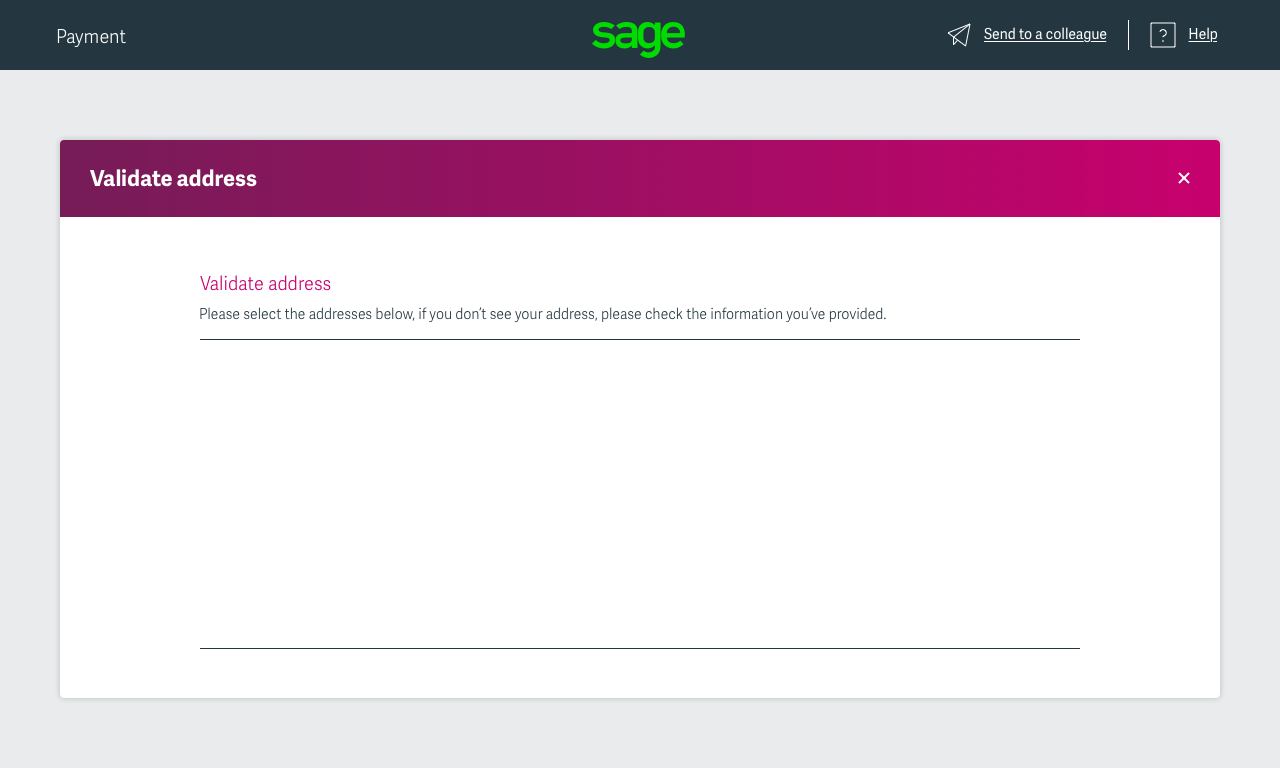 Payment
sage
Send to a colleague
?
Help
Validate address
Validate address
Please select the addresses below, if you don’t see your address, please check the information you’ve provided.